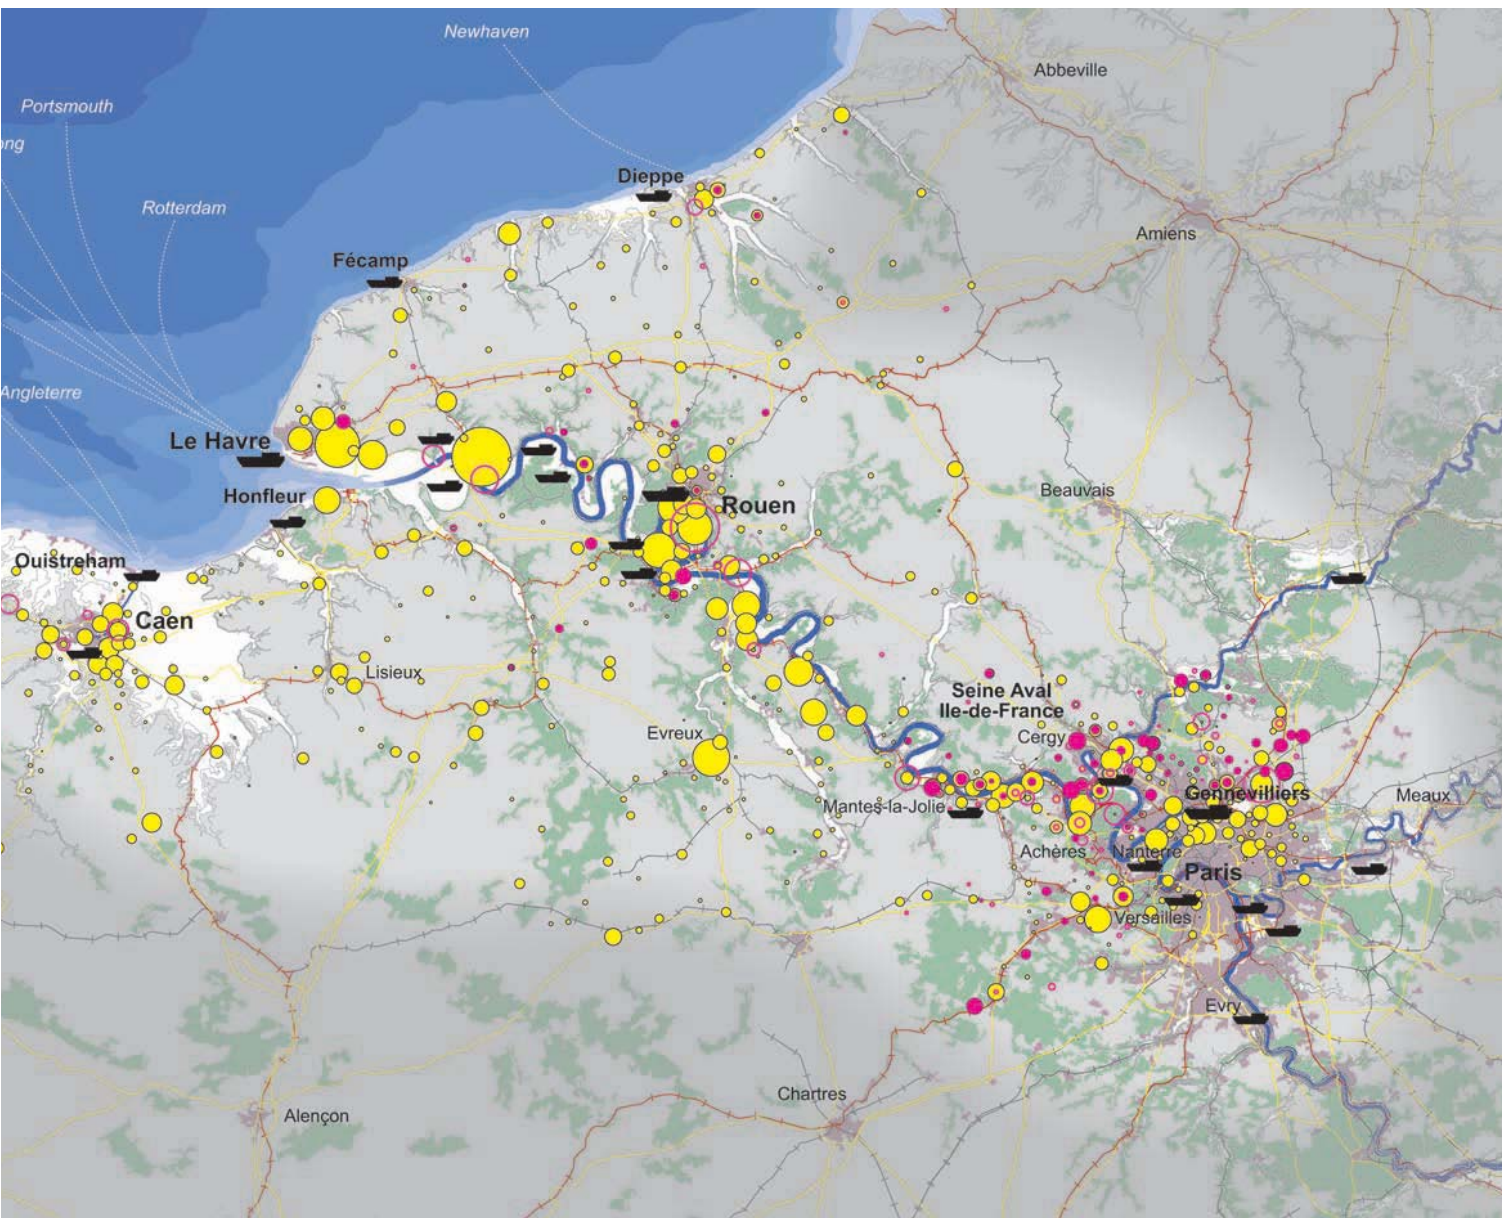 Newhaven
Abbeville
Portsmouth
ong
Dieppe
Rotterdam
Amiens
Fécamp
Angleterre
Le Havre
Beauvais
Honfleur
Rouen
Ouistreham
Caen
Lisieux
Seine Aval
Ile-de-France
Evreux
Cergy
Gennevilliers
Meaux
Mantes-la-Jolie
Achères
Nanterre
Paris
Versailles
Evry
Chartres
Alençon